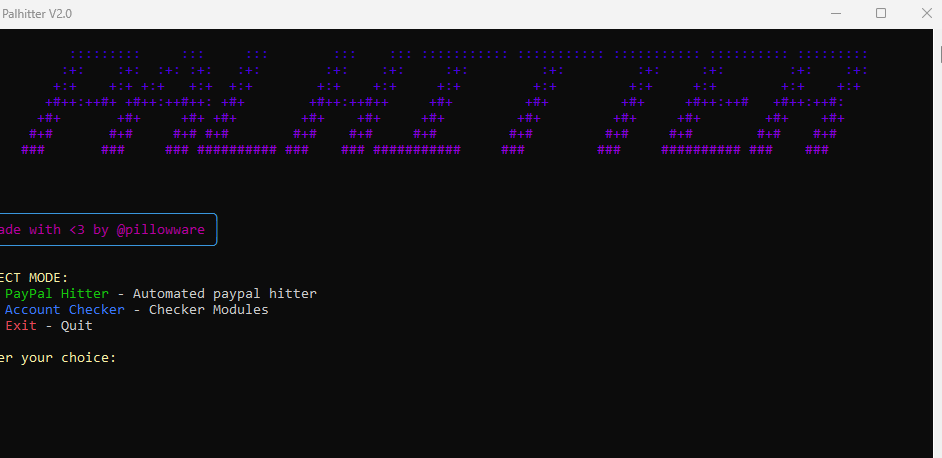 Palhitter V2.0
PALHITTER
ade with <3 by @pillowware
ECT MODE:
PayPal Hitter - Automated paypal hitter
Account Checker - Checker Modules
Exit - Quit
er your choice: